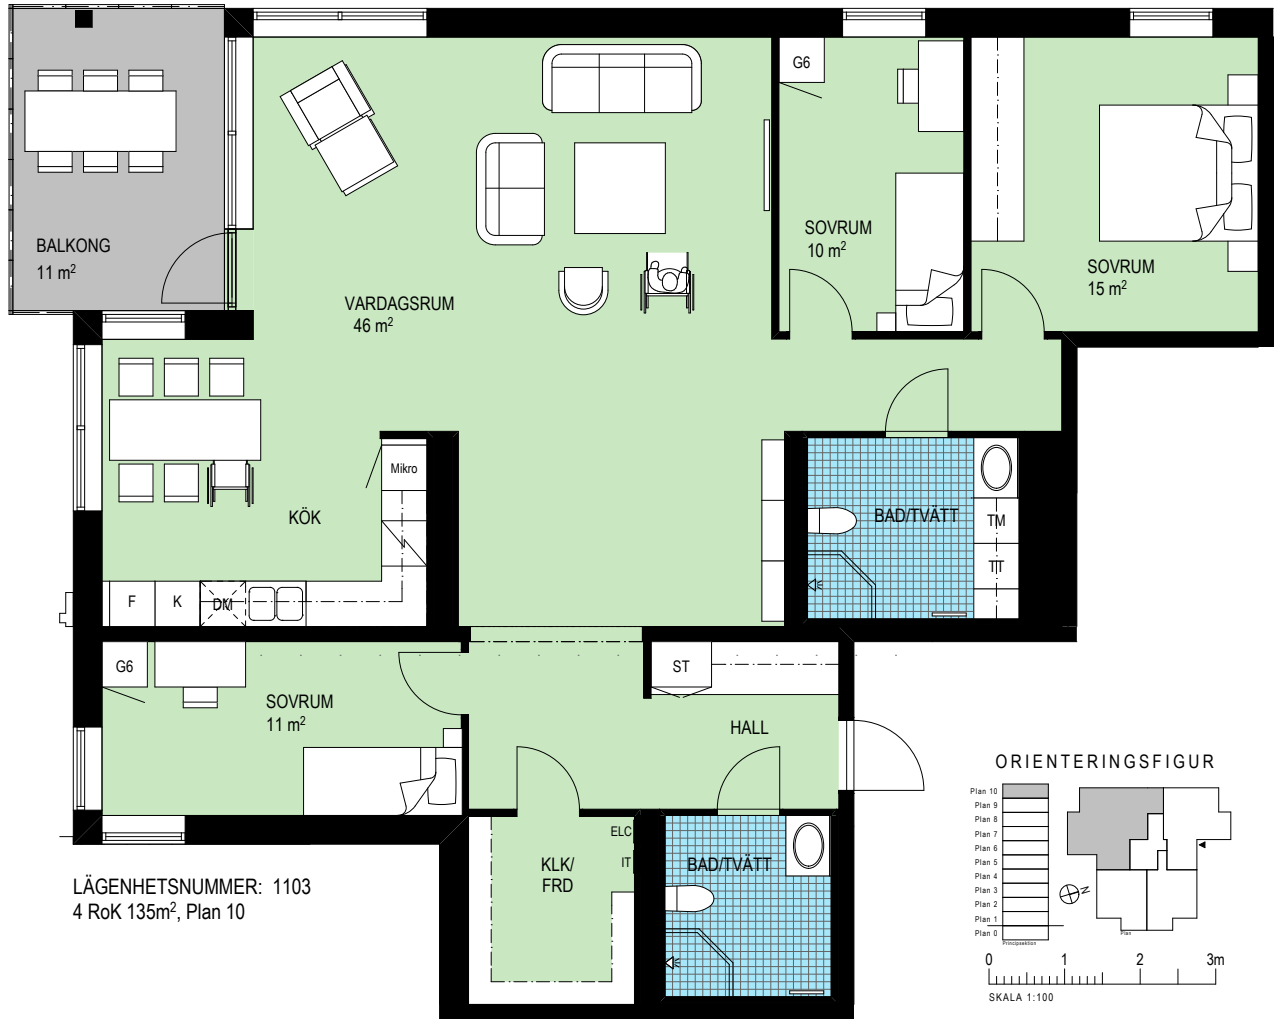 G6
BALKONG
11 m²
SOVRUM
10 m²
SOVRUM
15 m²
VARDAGSRUM
46 m²
Mikro
KÖK
BAD/TVÄTT
TM
TT
F
K
DM
G6
SOVRUM
11 m²
ST
HALL
ELC
IT
KLK/
FRD
BAD/TVÄTT
LÄGENHETSNUMMER: 1103
4 RoK 135m², Plan 10
ORIENTERINGSFIGUR
Plan 10
Plan 9
Plan 8
Plan 7
Plan 6
Plan 5
Plan 4
Plan 3
Plan 2
Plan 1
Plan 0
Principsektion
N
Plan
0 1 2 3m
SKALA 1:100